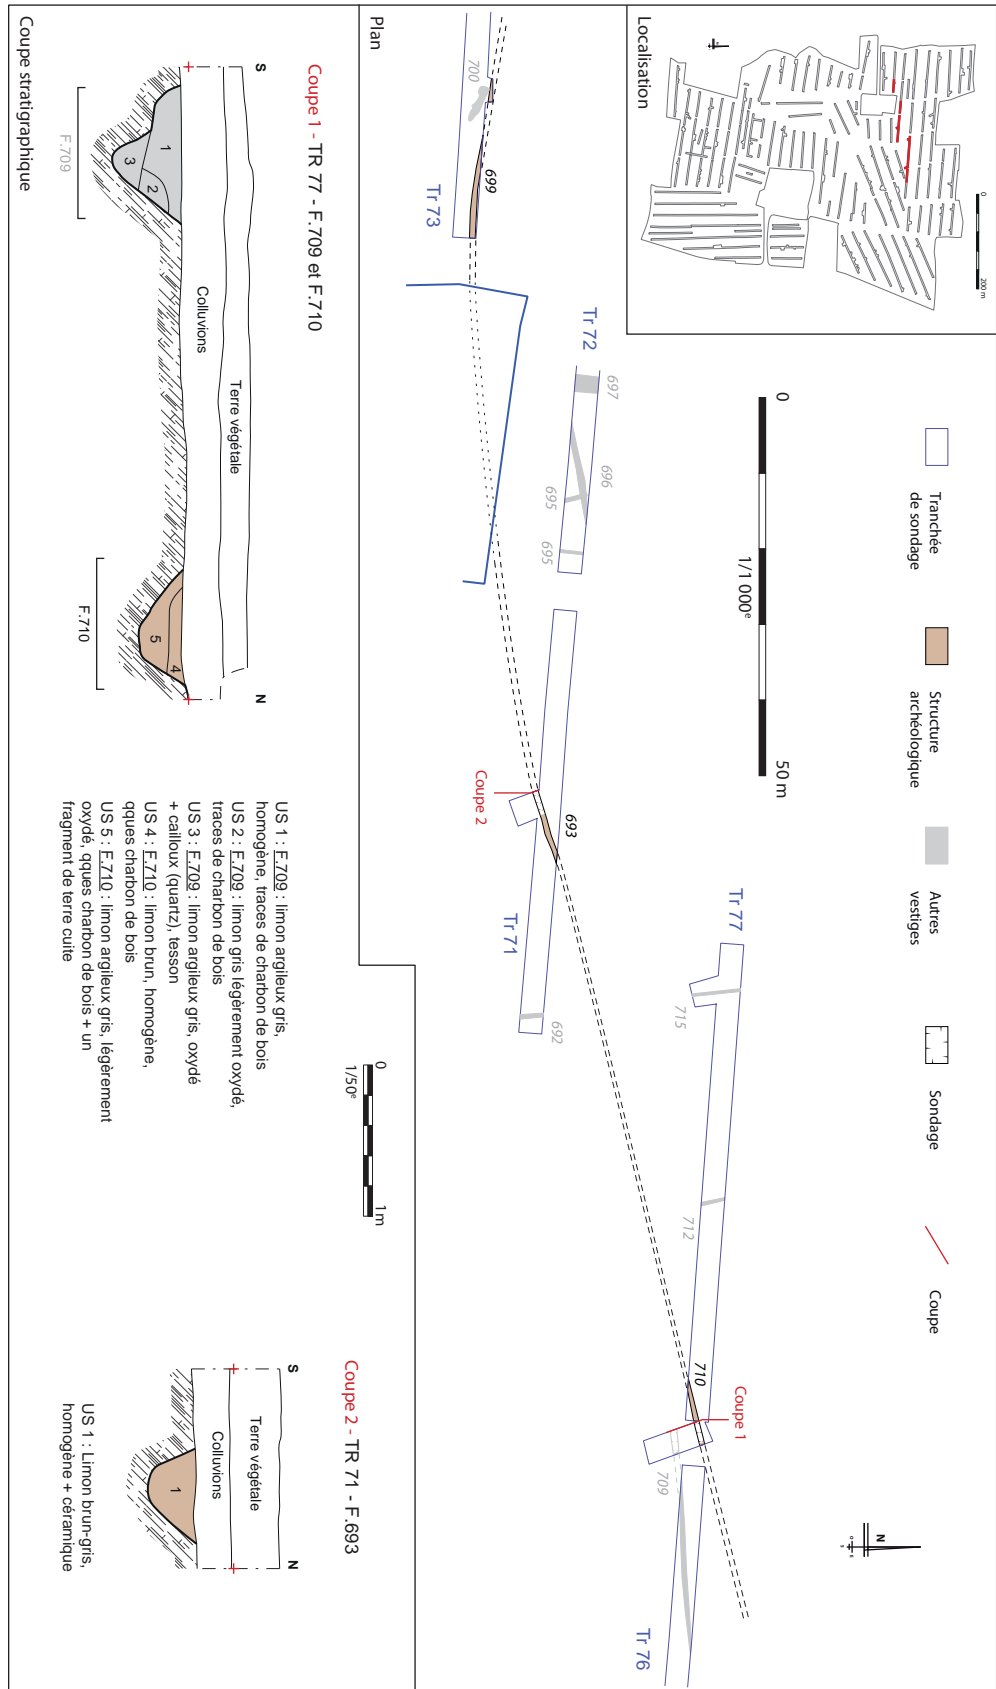 Localisation
0
200 m
Plan
0
50 m
1/1 000e
Tranchée
de sondage
Structure
archéologique
Autres
vestiges
Sondage
Coupe
N
Tr 73
700
699
Tr 72
697
696
695
695
Tr 71
693
692
Coupe 2
Tr 77
715
712
710
Coupe 1
709
Tr 76
Coupe stratigraphique
Coupe 1 - TR 77 - F.709 et F.710
S
N
Terre végétale
Colluvions
1
2
3
4
5
F.709
F.710
US 1 : F.709 : limon argileux gris,
homogène, traces de charbon de bois
US 2 : F.709 : limon gris légèrement oxydé,
traces de charbon de bois
US 3 : F.709 : limon argileux gris, oxydé
+ cailloux (quartz), tesson
US 4 : F.710 : limon brun, homogène,
qques charbon de bois
US 5 : F.710 : limon argileux gris, légèrement
oxydé, qques charbon de bois + un
fragment de terre cuite
0
1m
1/50e
Coupe 2 - TR 71 - F.693
S
N
Terre végétale
Colluvions
1
US 1 : Limon brun-gris,
homogène + céramique